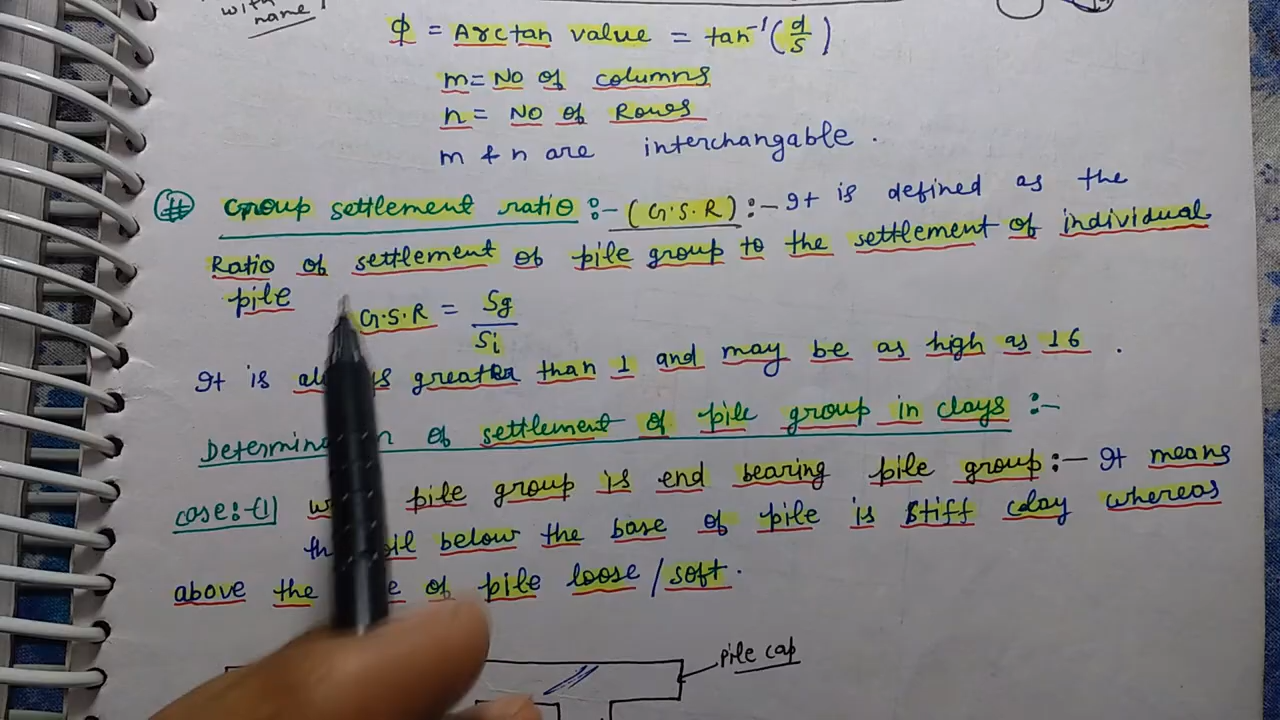 with
name!
φ = Arctan value = tan⁻¹(d/s)
m = No of columns
n = No of Rows
m & n are interchangable.
# Group settlement ratio :- (G.S.R) :- It is defined as the
Ratio of settlement of pile group to the settlement of individual
pile
G.S.R = Sg/Si
It is greater than 1 and may be as high as 16.
of settlement of pile group in clays :-
case:-(1) pile group is end bearing pile group :- It means
below the base of pile is stiff clay whereas
above the of pile loose / soft.
pile cap